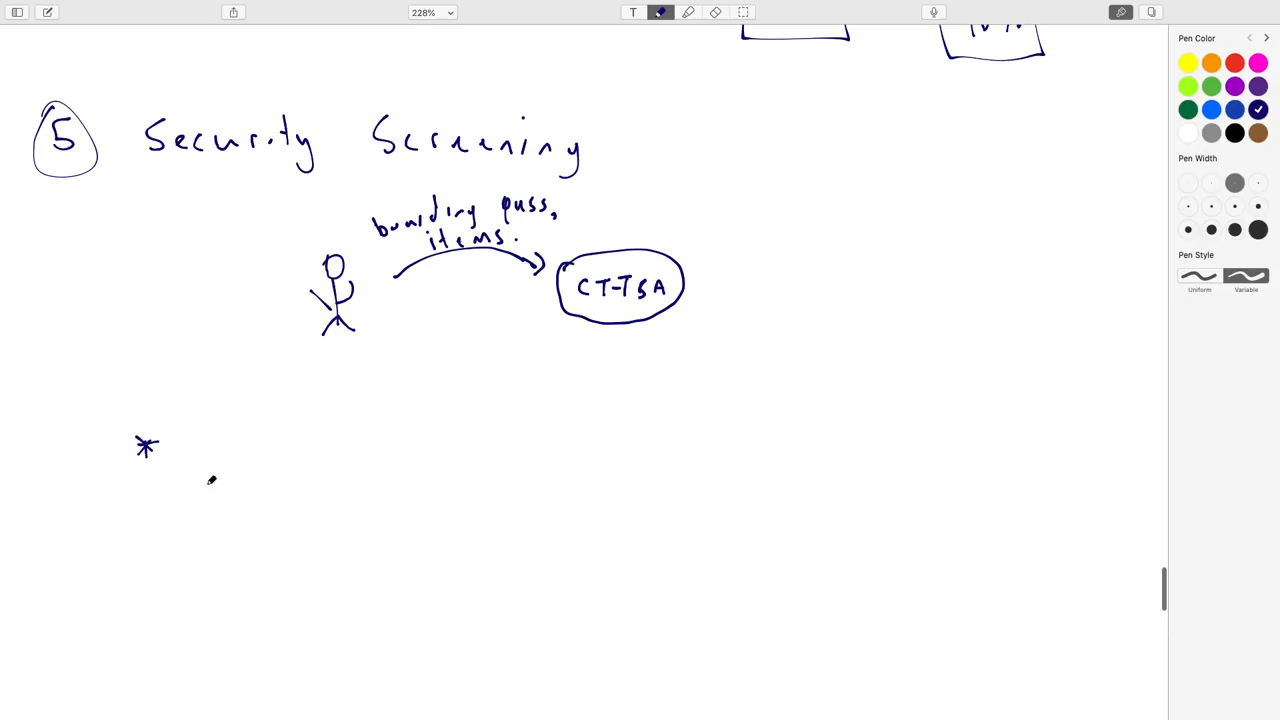 228%
T
Pen Color
5 Security Screening
Pen Width
boarding pass,
items.
CT-TSA
Pen Style
Uniform Variable
*